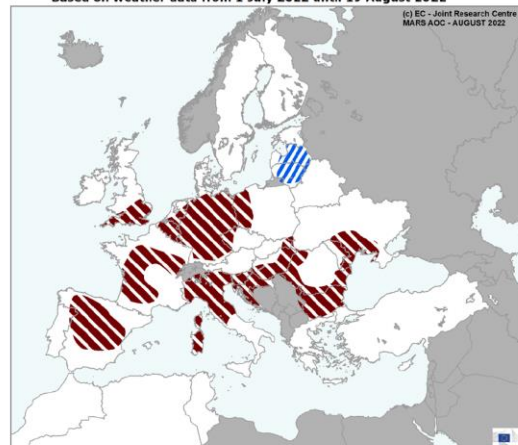 Based on weather data from 1 July 2022 until 19 August 2022
(c) EC - Joint Research Centre
MARS AOC - AUGUST 2022